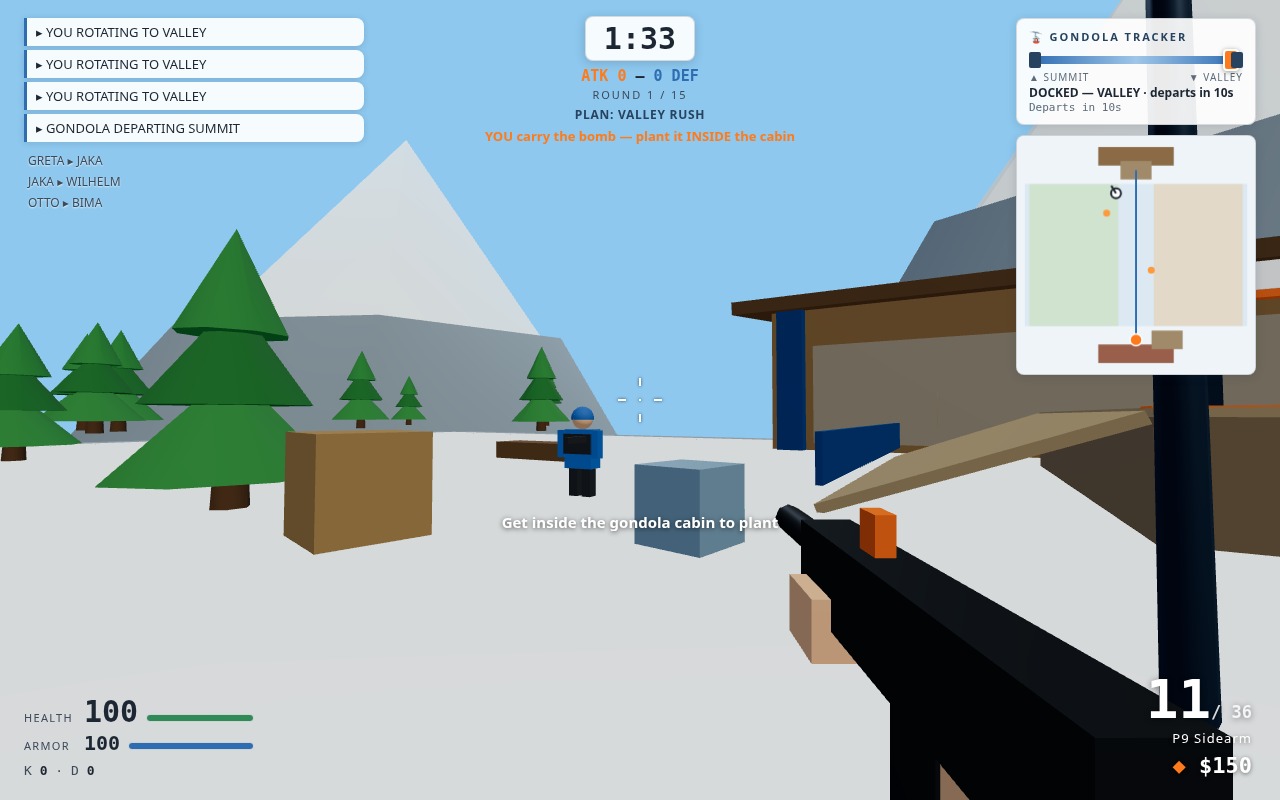 ▸ YOU ROTATING TO VALLEY
▸ YOU ROTATING TO VALLEY
▸ YOU ROTATING TO VALLEY
▸ GONDOLA DEPARTING SUMMIT
GRETA ▸ JAKA
JAKA ▸ WILHELM
OTTO ▸ BIMA
1:33
ATK 0 — 0 DEF
ROUND 1 / 15
PLAN: VALLEY RUSH
YOU carry the bomb — plant it INSIDE the cabin
🚡 GONDOLA TRACKER
▲ SUMMIT ▼ VALLEY
DOCKED — VALLEY · departs in 10s
Departs in 10s
Get inside the gondola cabin to plant
HEALTH 100
ARMOR 100
K 0 · D 0
11 / 36
P9 Sidearm
◆ $150